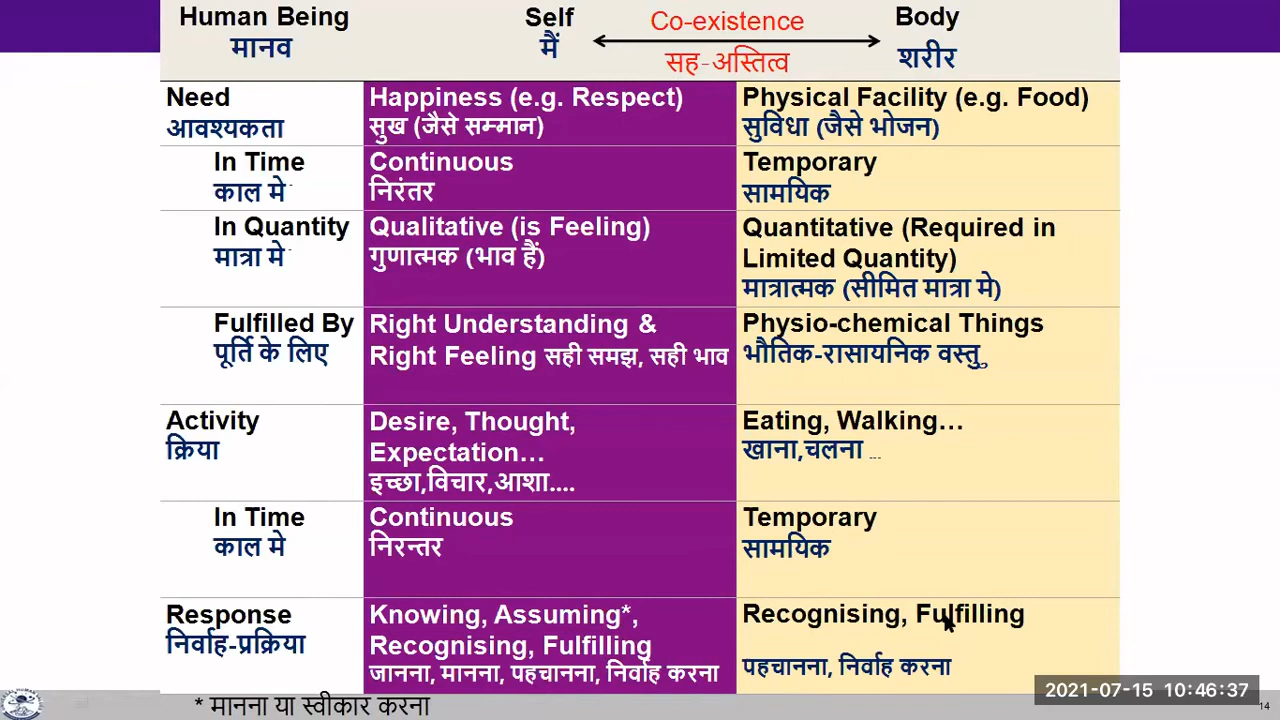 Human Being Self Co-existence Body
मानव मैं सह-अस्तित्व शरीर
Need Happiness (e.g. Respect) Physical Facility (e.g. Food)
आवश्यकता सुख (जैसे सम्मान) सुविधा (जैसे भोजन)
In Time Continuous Temporary
काल मे निरंतर सामयिक
In Quantity Qualitative (is Feeling) Quantitative (Required in
मात्रा मे गुणात्मक (भाव हैं) Limited Quantity)
मात्रात्मक (सीमित मात्रा मे)
Fulfilled By Right Understanding & Physio-chemical Things
पूर्ति के लिए Right Feeling सही समझ, सही भाव भौतिक-रासायनिक वस्तु
Activity Desire, Thought, Eating, Walking…
क्रिया Expectation… खाना,चलना ...
इच्छा,विचार,आशा....
In Time Continuous Temporary
काल मे निरन्तर सामयिक
Response Knowing, Assuming*, Recognising, Fulfilling
निर्वाह-प्रक्रिया Recognising, Fulfilling
जानना, मानना, पहचानना, निर्वाह करना पहचानना, निर्वाह करना
* मानना या स्वीकार करना
2021-07-15 10:46:37
14